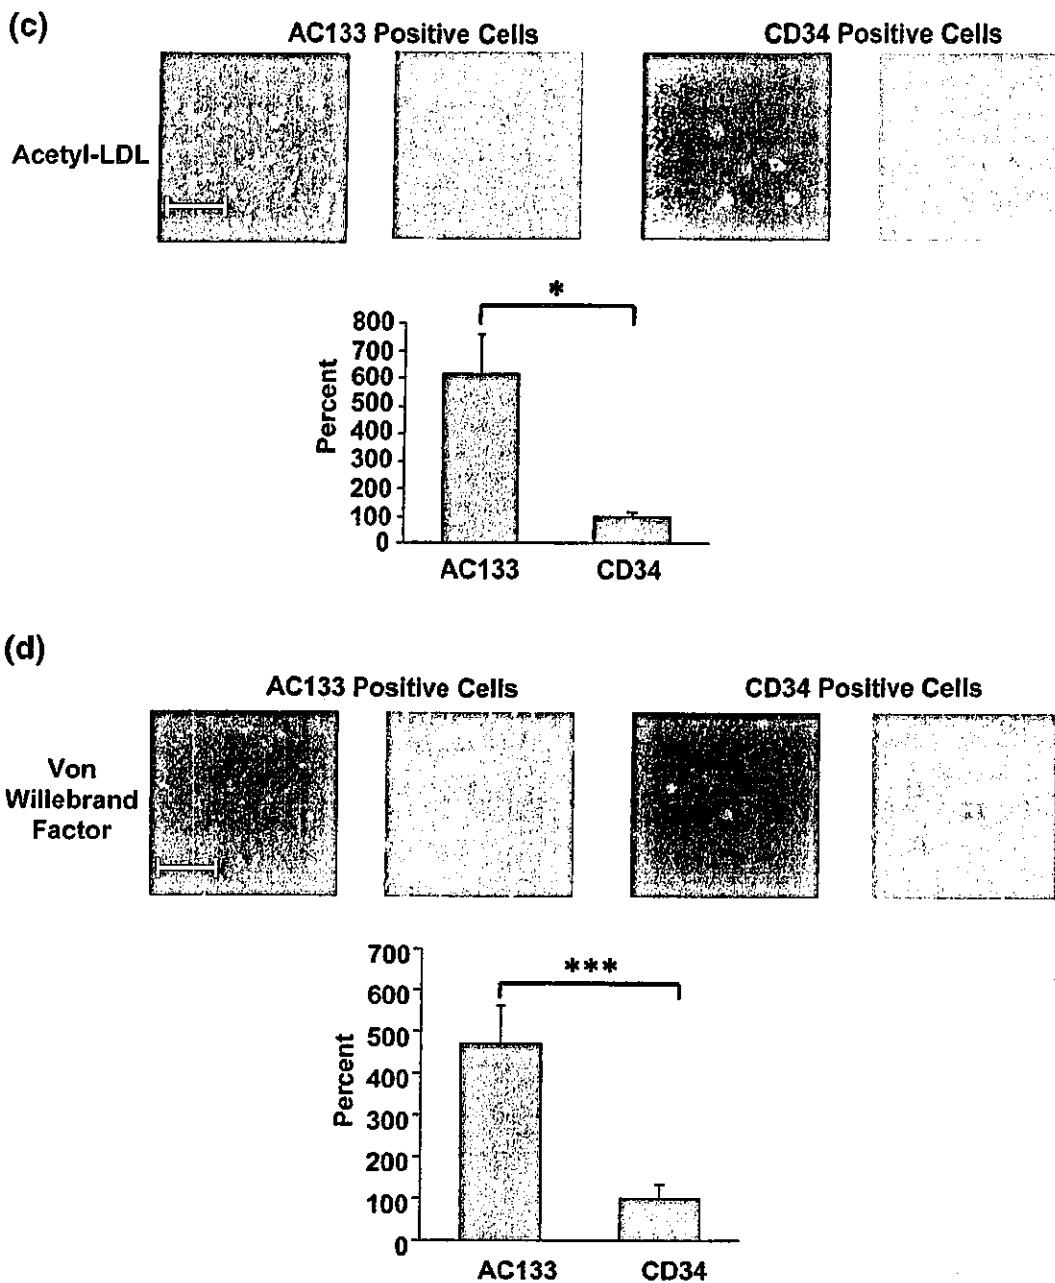 (c)
AC133 Positive Cells
CD34 Positive Cells
Acetyl-LDL
*
800
700
600
500
400
300
200
100
0
Percent
AC133
CD34
(d)
AC133 Positive Cells
CD34 Positive Cells
Von
Willebrand
Factor
***
700
600
500
400
300
200
100
0
Percent
AC133
CD34